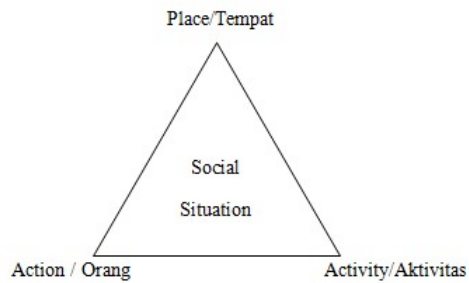 Place/Tempat
Social
Situation
Action / Orang
Activity/Aktivitas